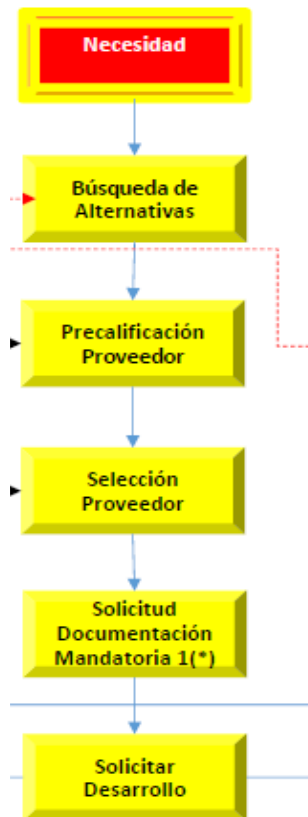 Necesidad
Búsqueda de
Alternativas
Precalificación
Proveedor
Selección
Proveedor
Solicitud
Documentación
Mandatoria 1(*)
Solicitar
Desarrollo